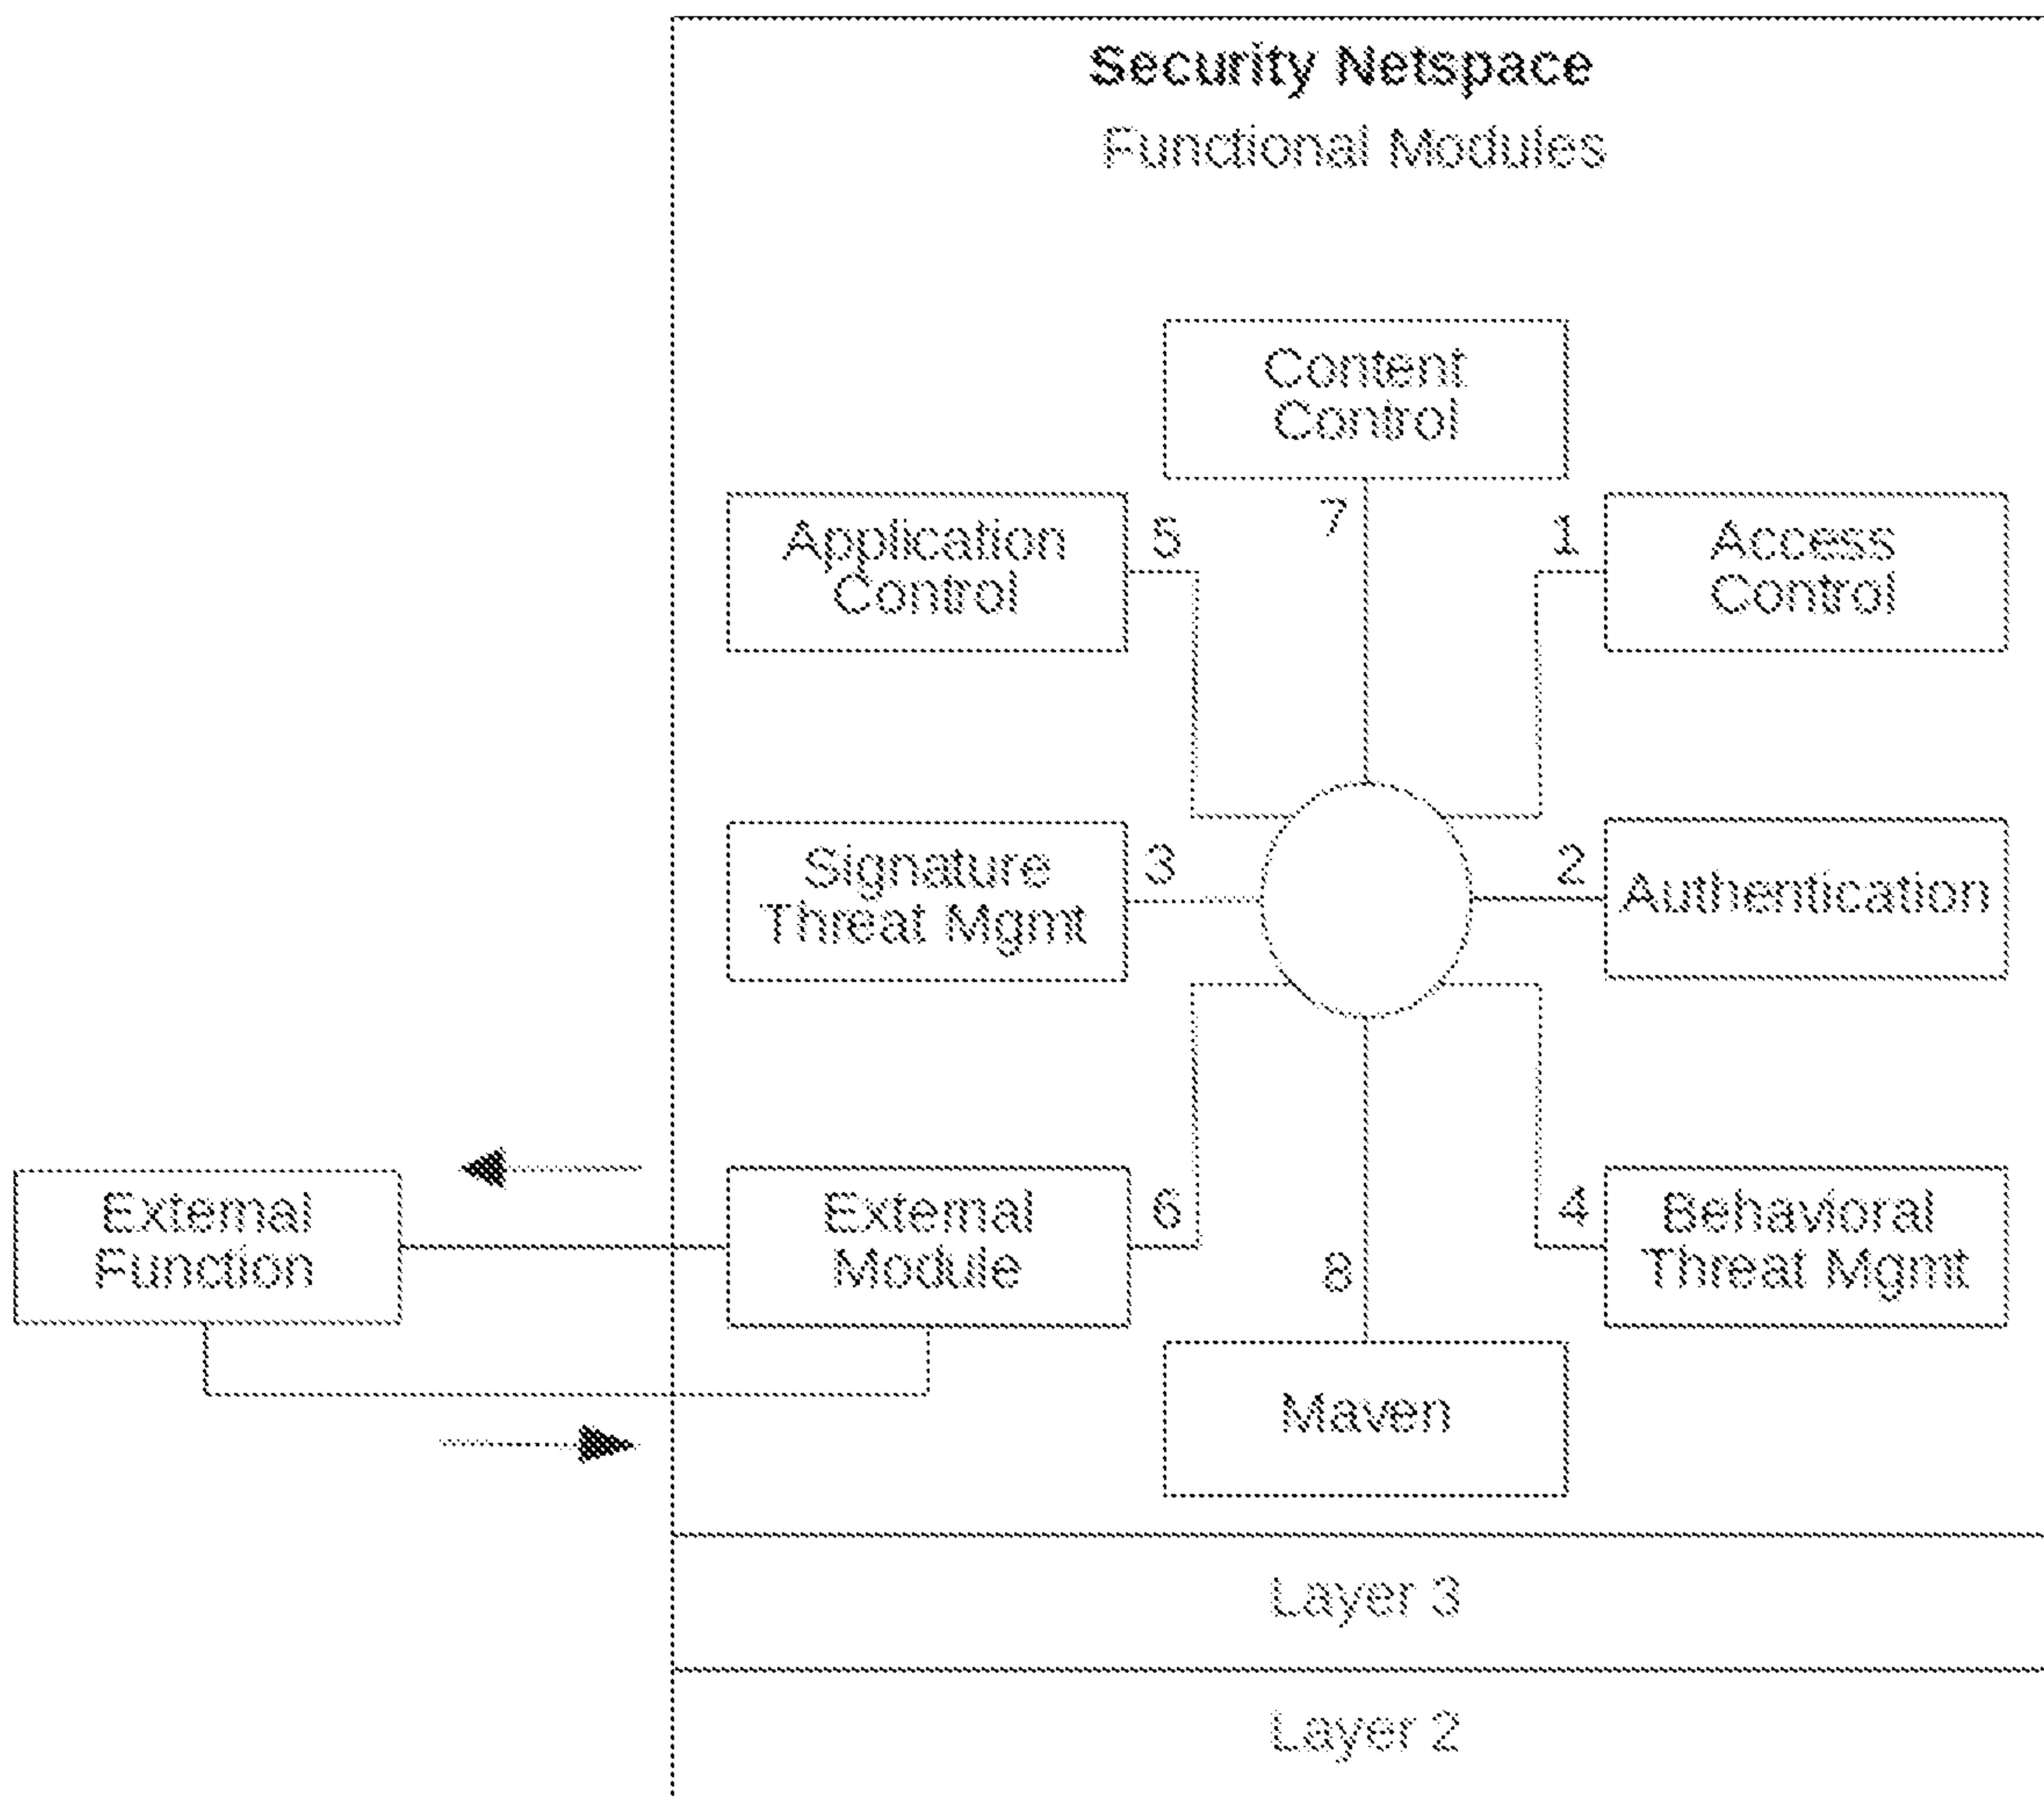 Security Netspace
Functional Modules
Content
Control
7
Application
Control
5
1
Access
Control
Signature
Threat Mgmt
3
2
Authentication
External
Function
External
Module
6
8
4
Behavioral
Threat Mgmt
Maven
Layer 3
Layer 2